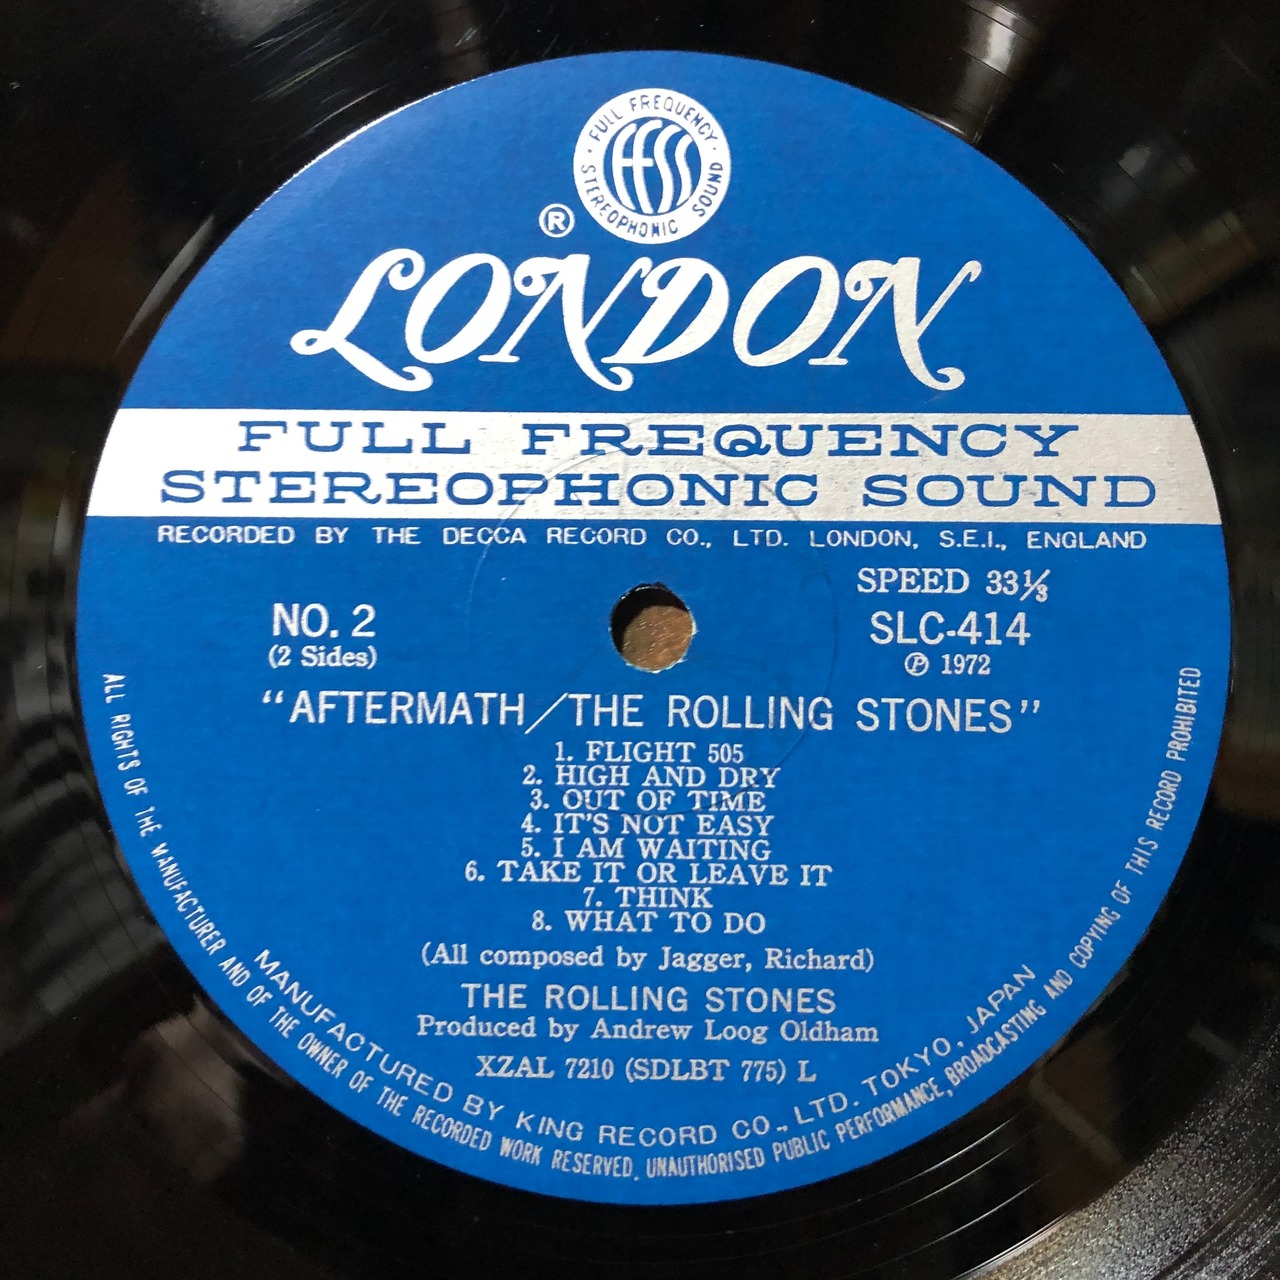 · FULL FREQUENCY ·
ffss
STEREOPHONIC SOUND
®
LONDON
FULL FREQUENCY
STEREOPHONIC SOUND
RECORDED BY THE DECCA RECORD CO., LTD. LONDON, S.E.I., ENGLAND
SPEED 33⅓
NO. 2
SLC-414
(2 Sides)
℗ 1972
"AFTERMATH/THE ROLLING STONES"
1. FLIGHT 505
2. HIGH AND DRY
3. OUT OF TIME
4. IT'S NOT EASY
5. I AM WAITING
6. TAKE IT OR LEAVE IT
7. THINK
8. WHAT TO DO
(All composed by Jagger, Richard)
THE ROLLING STONES
Produced by Andrew Loog Oldham
XZAL 7210 (SDLBT 775) L
MANUFACTURED BY KING RECORD CO., LTD. TOKYO, JAPAN
ALL RIGHTS OF THE MANUFACTURER AND OF THE OWNER OF THE RECORDED WORK RESERVED. UNAUTHORISED PUBLIC PERFORMANCE, BROADCASTING AND COPYING OF THIS RECORD PROHIBITED